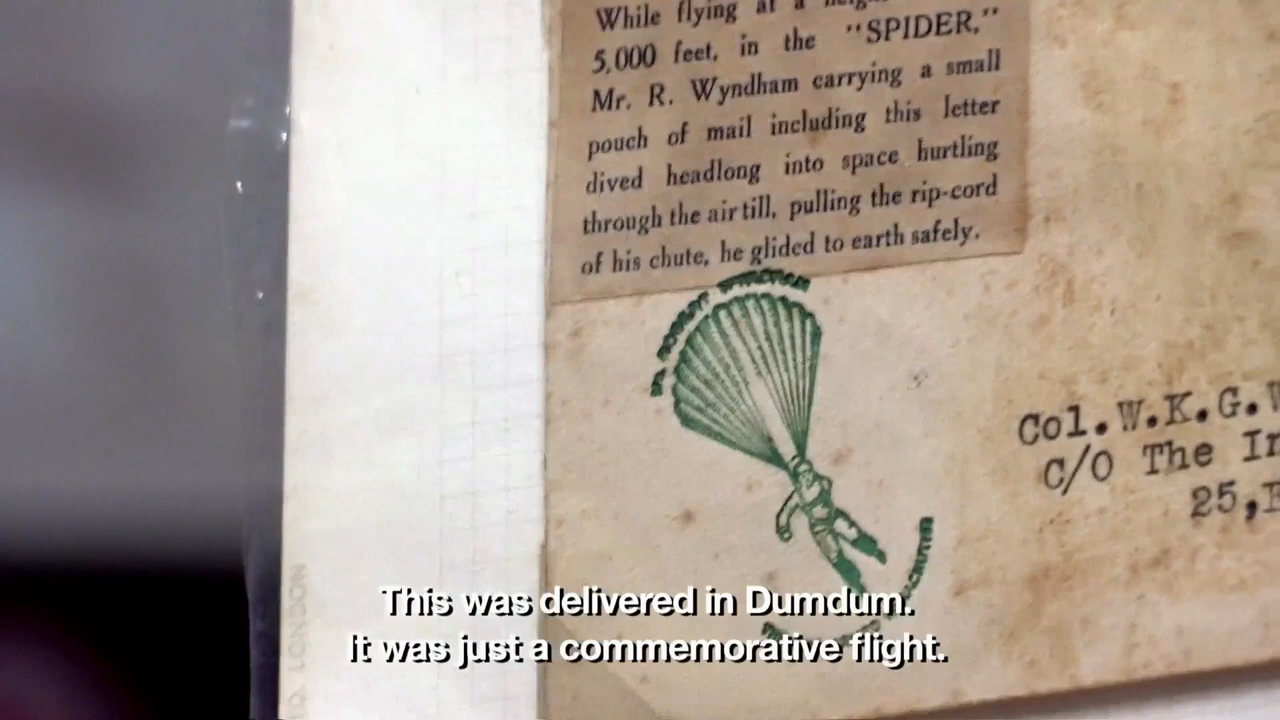 While flying at a
5,000 feet, in the "SPIDER,"
Mr. R. Wyndham carrying a small
pouch of mail including this letter
dived headlong into space hurtling
through the air till, pulling the rip-cord
of his chute, he glided to earth safely.
Col.W.K.G.
C/O The
25,
LONDON
This was delivered in Dumdum.
It was just a commemorative flight.